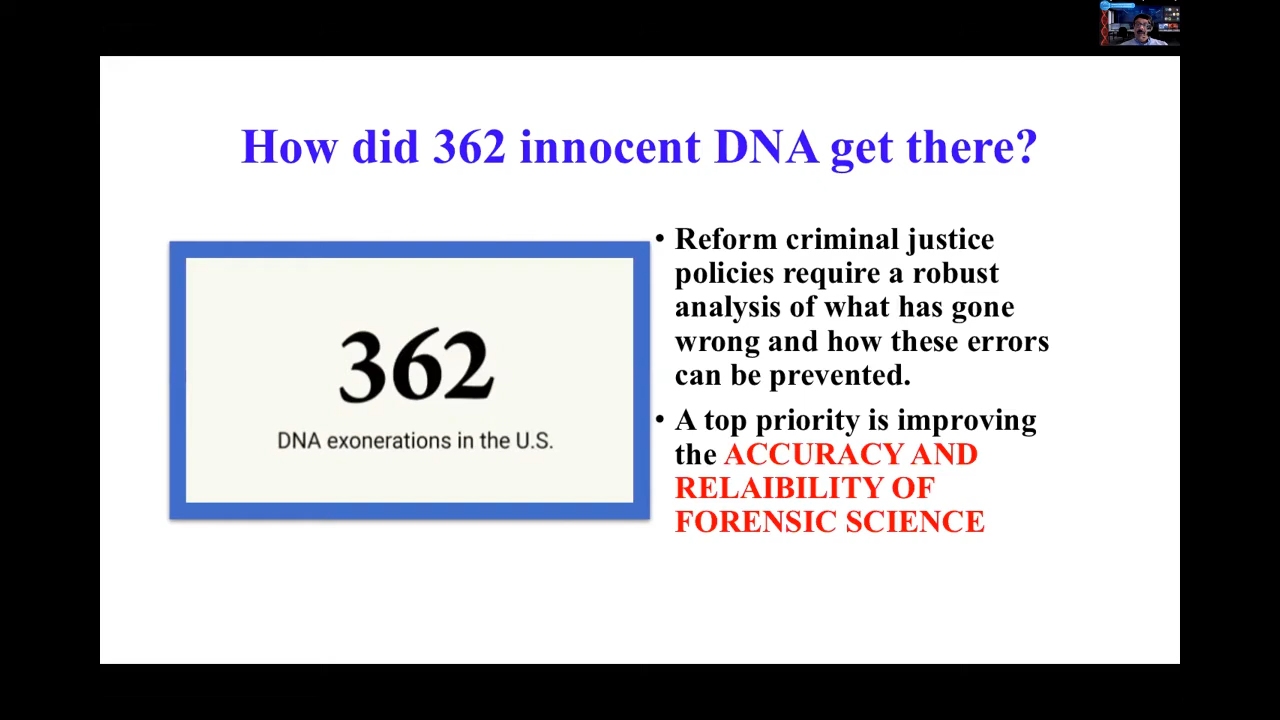 How did 362 innocent DNA get there?
362
DNA exonerations in the U.S.
• Reform criminal justice
policies require a robust
analysis of what has gone
wrong and how these errors
can be prevented.
• A top priority is improving
the ACCURACY AND
RELAIBILITY OF
FORENSIC SCIENCE